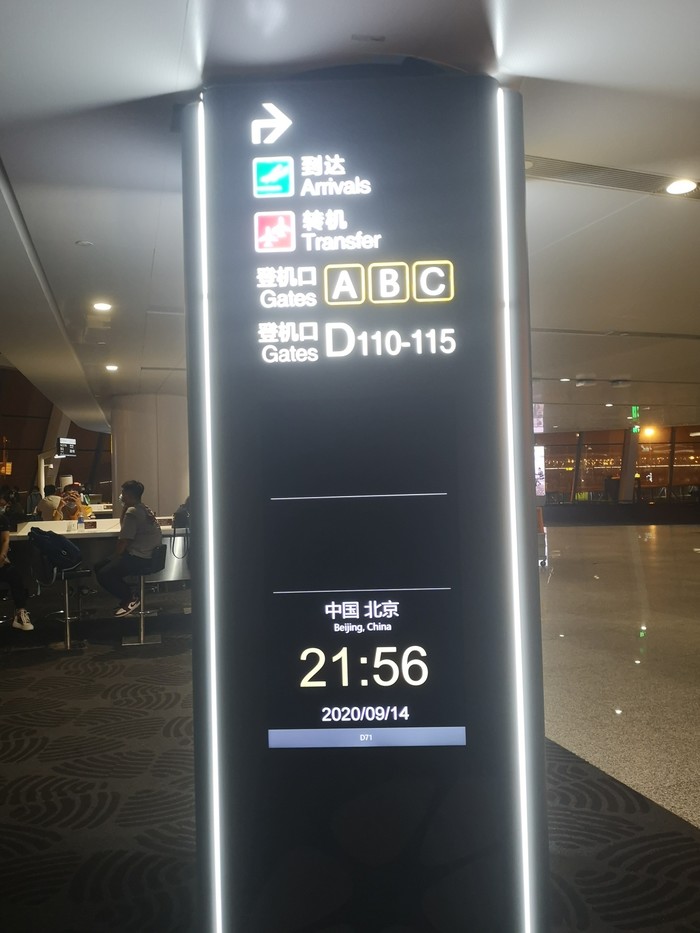 到达
Arrivals
转机
Transfer
登机口 A B C
Gates
登机口 D110-115
Gates
中国 北京
Beijing, China
21:56
2020/09/14
D71